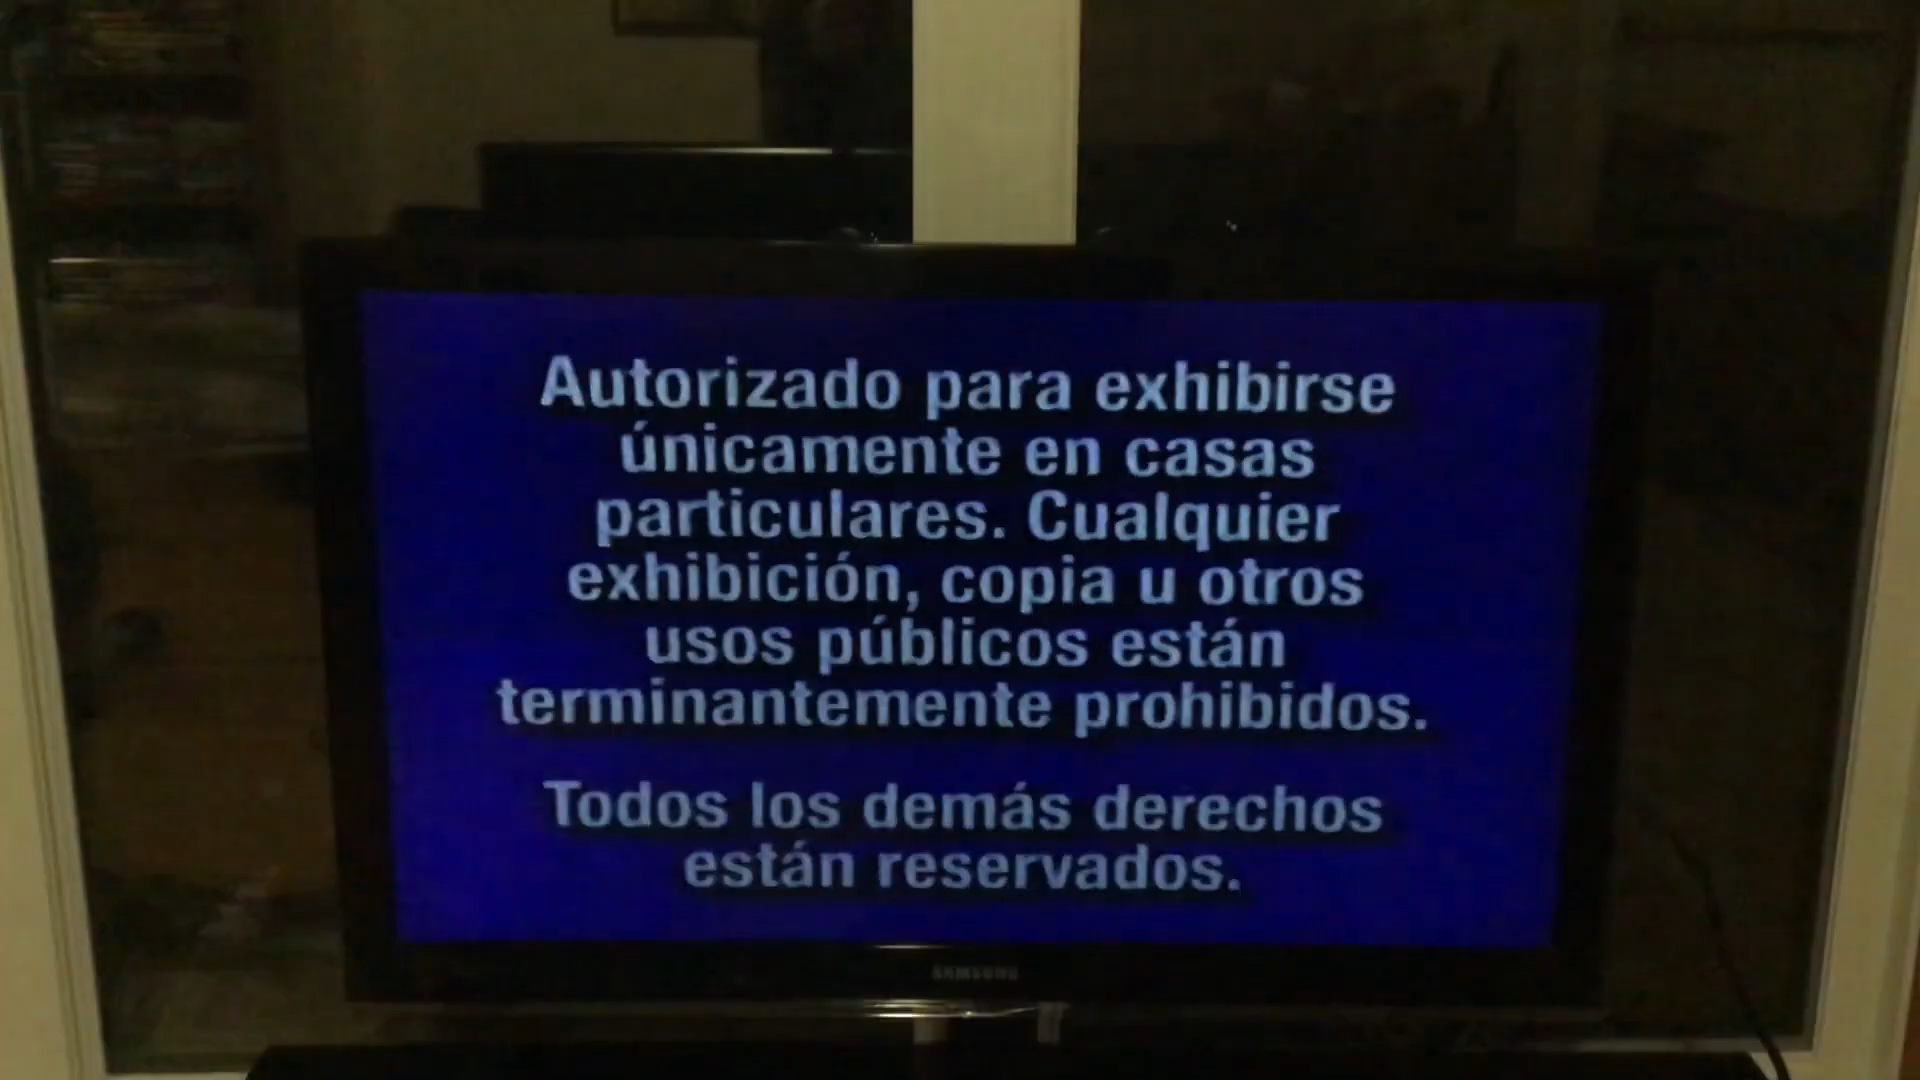 Autorizado para exhibirse
únicamente en casas
particulares. Cualquier
exhibición, copia u otros
usos públicos están
terminantemente prohibidos.
Todos los demás derechos
están reservados.
SAMSUNG